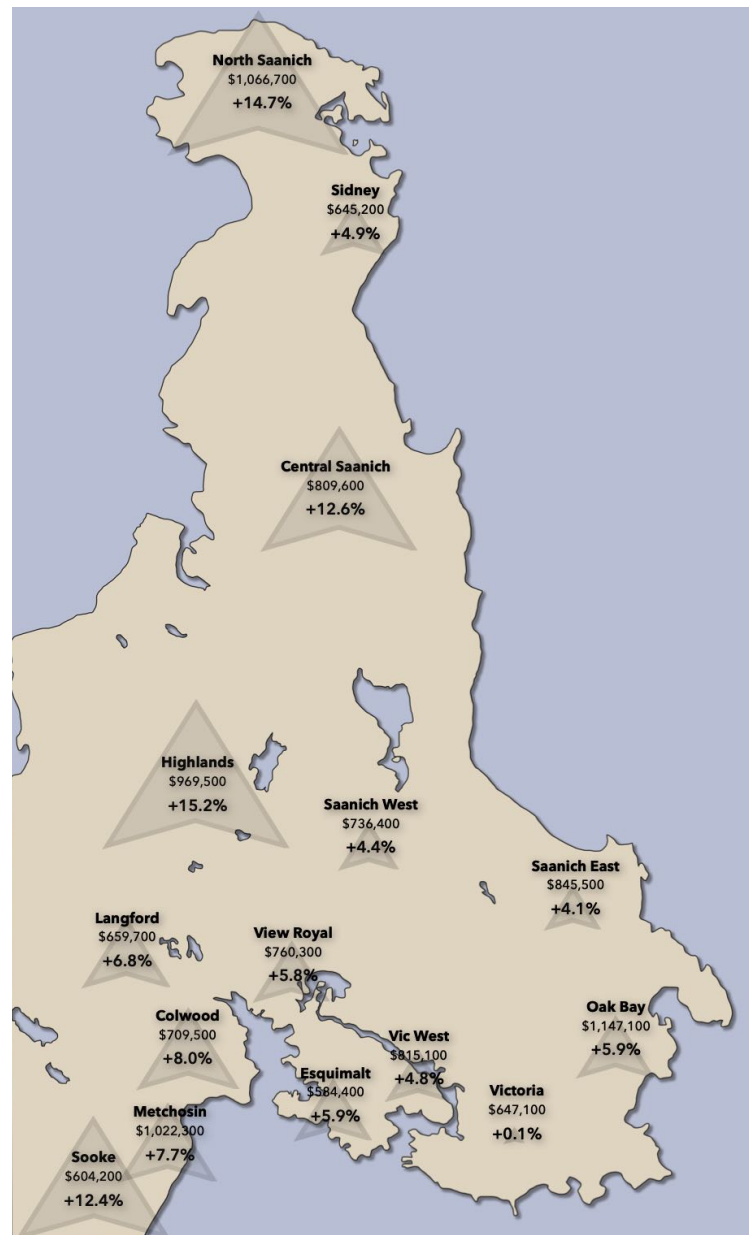 North Saanich
$1,066,700
+14.7%
Sidney
$645,200
+4.9%
Central Saanich
$809,600
+12.6%
Highlands
$969,500
+15.2%
Saanich West
$736,400
+4.4%
Saanich East
$845,500
+4.1%
Langford
$659,700
+6.8%
View Royal
$760,300
+5.8%
Colwood
$709,500
+8.0%
Oak Bay
$1,147,100
+5.9%
Vic West
$815,100
+4.8%
Esquimalt
$584,400
+5.9%
Victoria
$647,100
+0.1%
Metchosin
$1,022,300
+7.7%
Sooke
$604,200
+12.4%